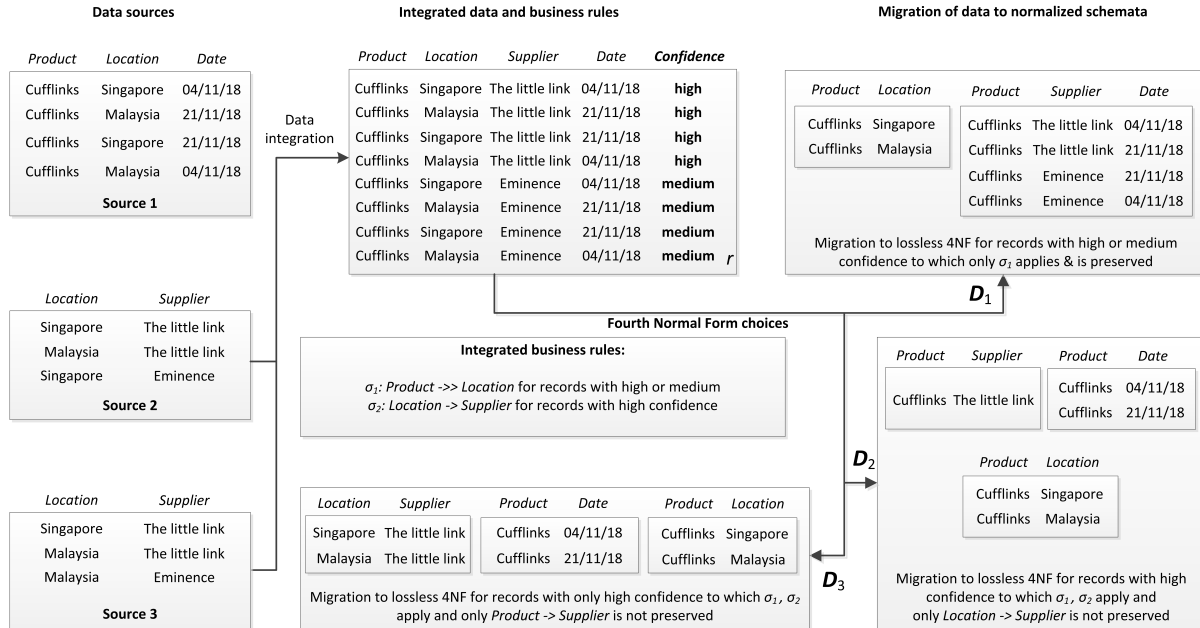 Data sources
Product Location Date
Cufflinks Singapore 04/11/18
Cufflinks Malaysia 21/11/18
Cufflinks Singapore 21/11/18
Cufflinks Malaysia 04/11/18
Source 1
Location Supplier
Singapore The little link
Malaysia The little link
Singapore Eminence
Source 2
Location Supplier
Singapore The little link
Malaysia The little link
Malaysia Eminence
Source 3
Data
integration
Integrated data and business rules
Product Location Supplier Date Confidence
Cufflinks Singapore The little link 04/11/18 high
Cufflinks Malaysia The little link 21/11/18 high
Cufflinks Singapore The little link 21/11/18 high
Cufflinks Malaysia The little link 04/11/18 high
Cufflinks Singapore Eminence 04/11/18 medium
Cufflinks Malaysia Eminence 21/11/18 medium
Cufflinks Singapore Eminence 21/11/18 medium
Cufflinks Malaysia Eminence 04/11/18 medium r
Fourth Normal Form choices
Integrated business rules:
σ1: Product ->> Location for records with high or medium
σ2: Location -> Supplier for records with high confidence
Migration of data to normalized schemata
Product Location
Cufflinks Singapore
Cufflinks Malaysia
Product Supplier Date
Cufflinks The little link 04/11/18
Cufflinks The little link 21/11/18
Cufflinks Eminence 21/11/18
Cufflinks Eminence 04/11/18
Migration to lossless 4NF for records with high or medium
confidence to which only σ1 applies & is preserved
D1
Product Supplier
Cufflinks The little link
Product Date
Cufflinks 04/11/18
Cufflinks 21/11/18
Product Location
Cufflinks Singapore
Cufflinks Malaysia
Migration to lossless 4NF for records with high
confidence to which σ1, σ2 apply and
only Location -> Supplier is not preserved
D2
Location Supplier
Singapore The little link
Malaysia The little link
Product Date
Cufflinks 04/11/18
Cufflinks 21/11/18
Product Location
Cufflinks Singapore
Cufflinks Malaysia
Migration to lossless 4NF for records with only high confidence to which σ1, σ2
apply and only Product -> Supplier is not preserved
D3